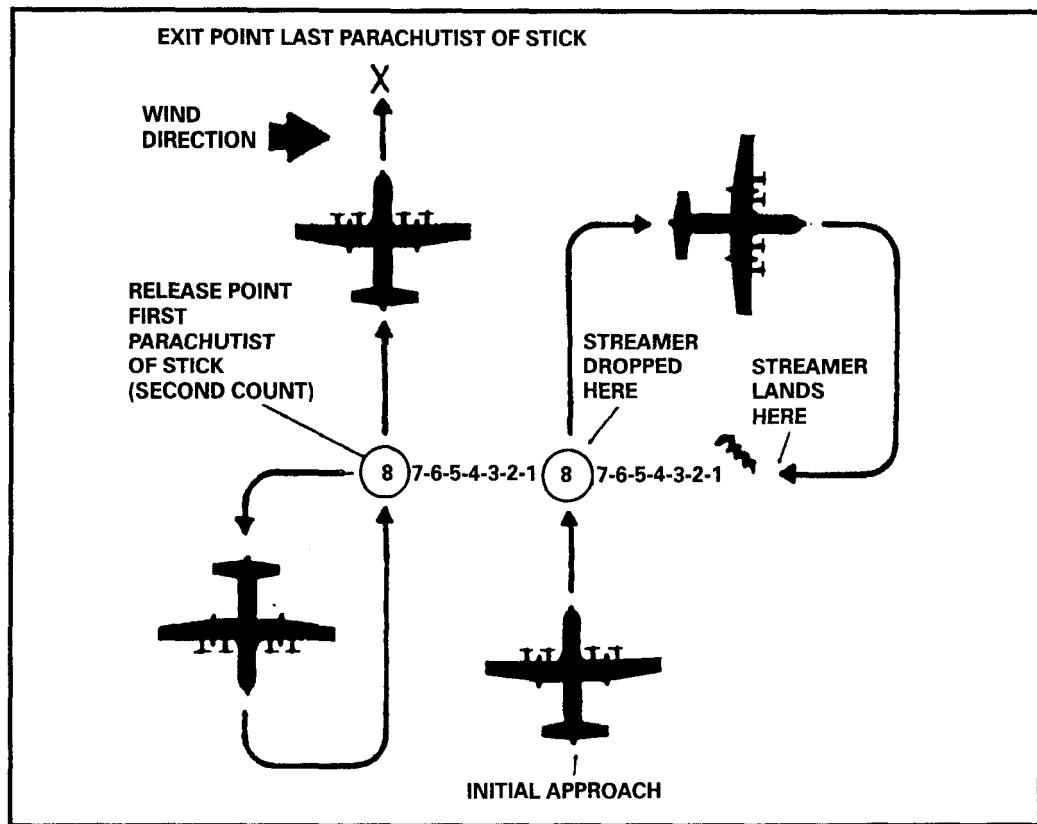 EXIT POINT LAST PARACHUTIST OF STICK
WIND
DIRECTION
RELEASE POINT
FIRST
PARACHUTIST
OF STICK
(SECOND COUNT)
STREAMER
DROPPED
HERE
STREAMER
LANDS
HERE
8 7-6-5-4-3-2-1 8 7-6-5-4-3-2-1
INITIAL APPROACH